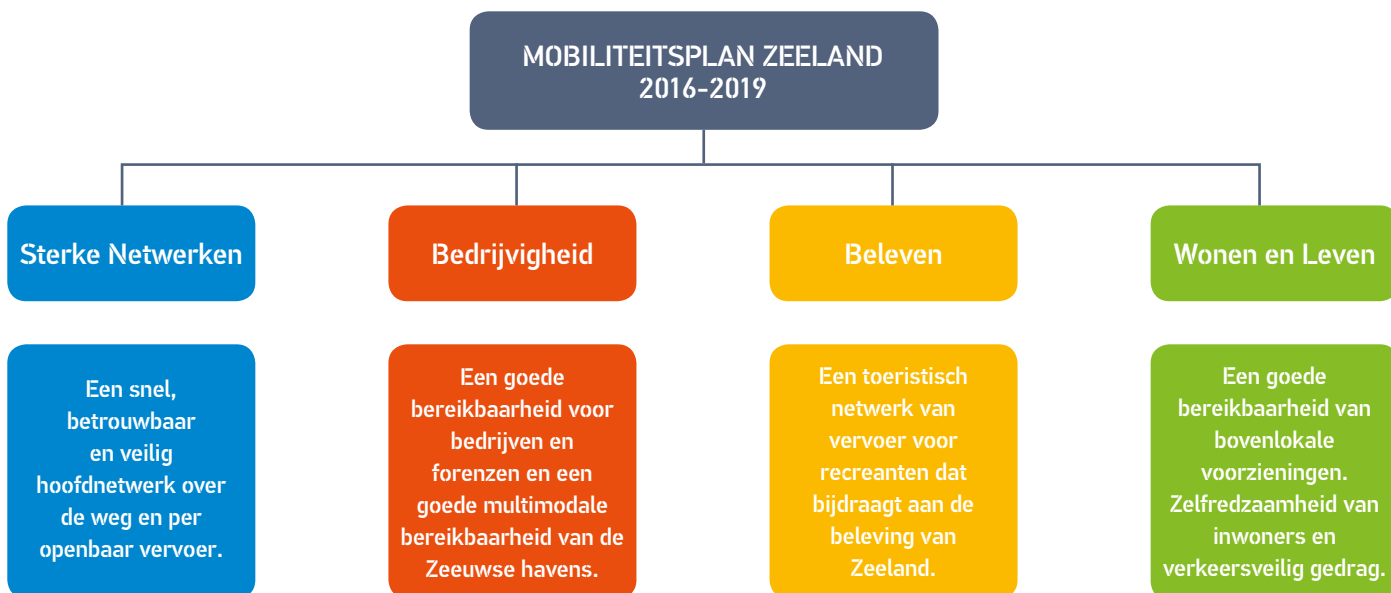 MOBILITEITSPLAN ZEELAND
2016-2019
Sterke Netwerken
Bedrijvigheid
Beleven
Wonen en Leven
Een snel,
betrouwbaar
en veilig
hoofdnetwerk over
de weg en per
openbaar vervoer.
Een goede
bereikbaarheid voor
bedrijven en
forenzen en een
goede multimodale
bereikbaarheid van de
Zeeuwse havens.
Een toeristisch
netwerk van
vervoer voor
recreanten dat
bijdraagt aan de
beleving van
Zeeland.
Een goede
bereikbaarheid van
bovenlokale
voorzieningen.
Zelfredzaamheid van
inwoners en
verkeersveilig gedrag.